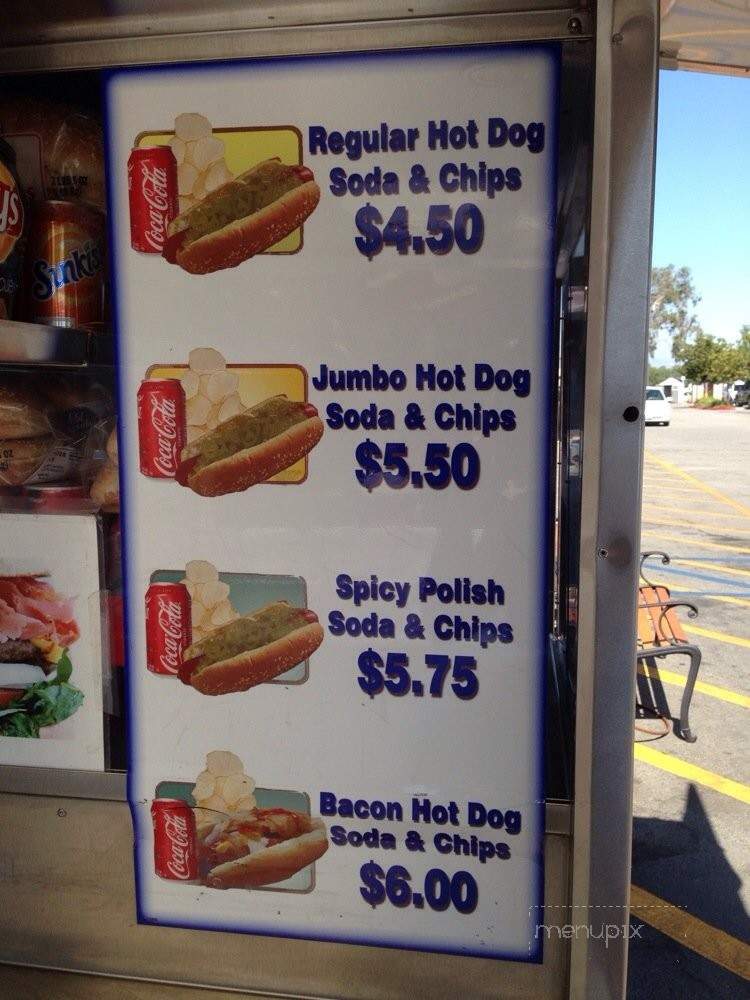 Regular Hot Dog
Soda & Chips
$4.50
Coca-Cola
Jumbo Hot Dog
Soda & Chips
$5.50
Coca-Cola
Spicy Polish
Soda & Chips
$5.75
Coca-Cola
Bacon Hot Dog
Soda & Chips
$6.00
Coca-Cola
Sunkis
menupix